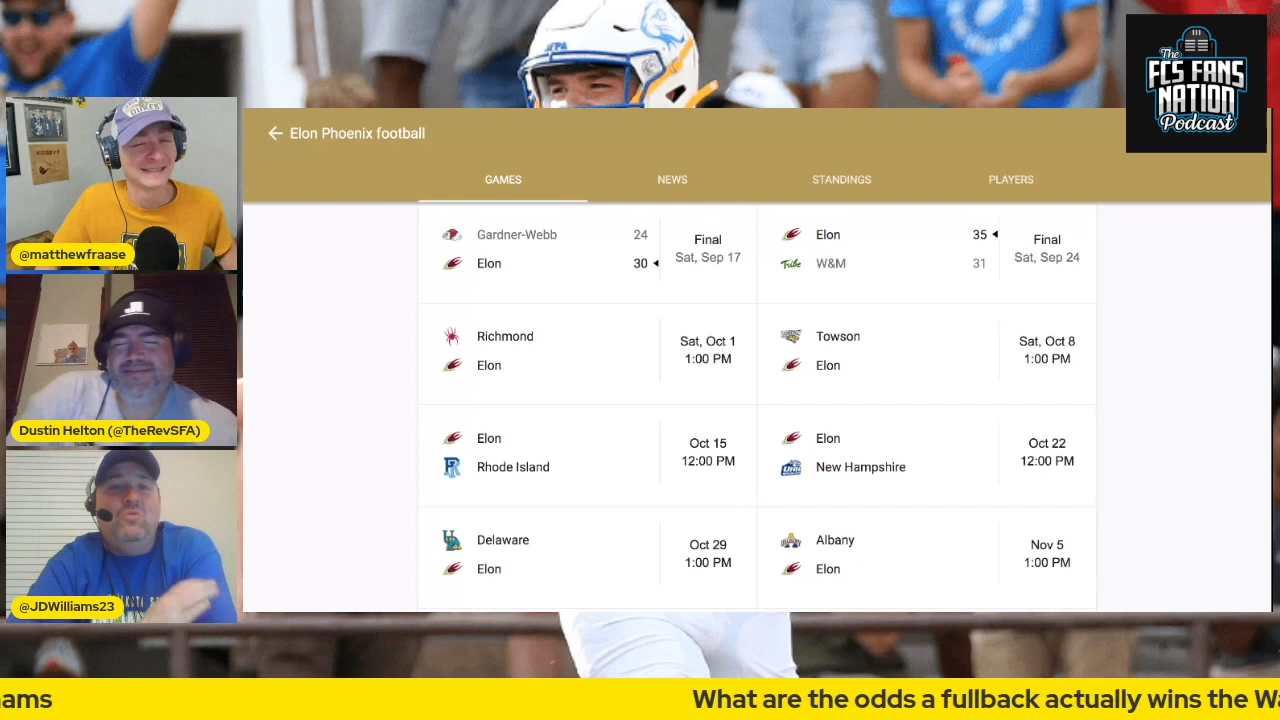 The
FCS FANS
NATION
Podcast
DUKES
@matthewfraase
Dustin Helton (@TheRevSFA)
@JDWilliams23
Elon Phoenix football
GAMES
NEWS
STANDINGS
PLAYERS
Gardner-Webb 24
Elon 30
Final
Sat, Sep 17
Elon 35
Tribe W&M 31
Final
Sat, Sep 24
Richmond
Elon
Sat, Oct 1
1:00 PM
Towson
Elon
Sat, Oct 8
1:00 PM
Elon
Rhode Island
Oct 15
12:00 PM
Elon
New Hampshire
Oct 22
12:00 PM
Delaware
Elon
Oct 29
1:00 PM
Albany
Elon
Nov 5
1:00 PM
ams
What are the odds a fullback actually wins the Wa